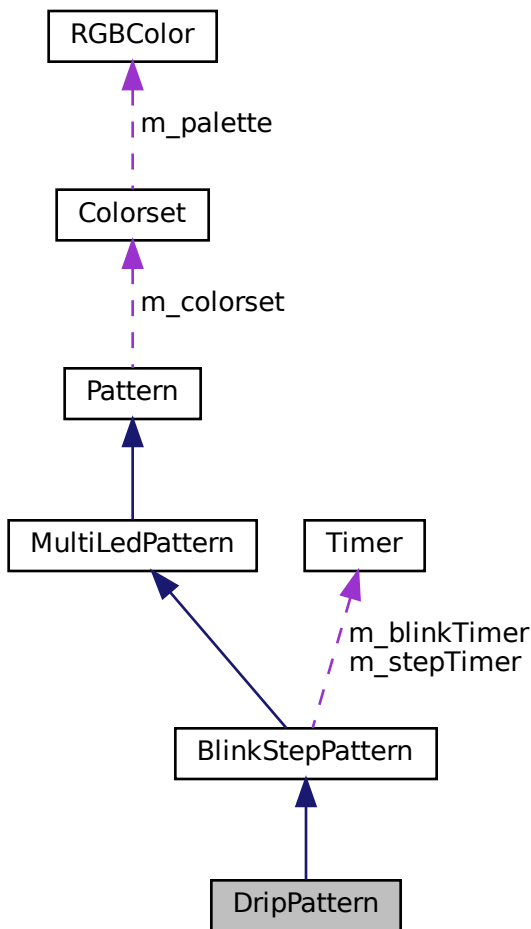 RGBColor
m_palette
Colorset
m_colorset
Pattern
MultiLedPattern
Timer
m_blinkTimer
m_stepTimer
BlinkStepPattern
DripPattern